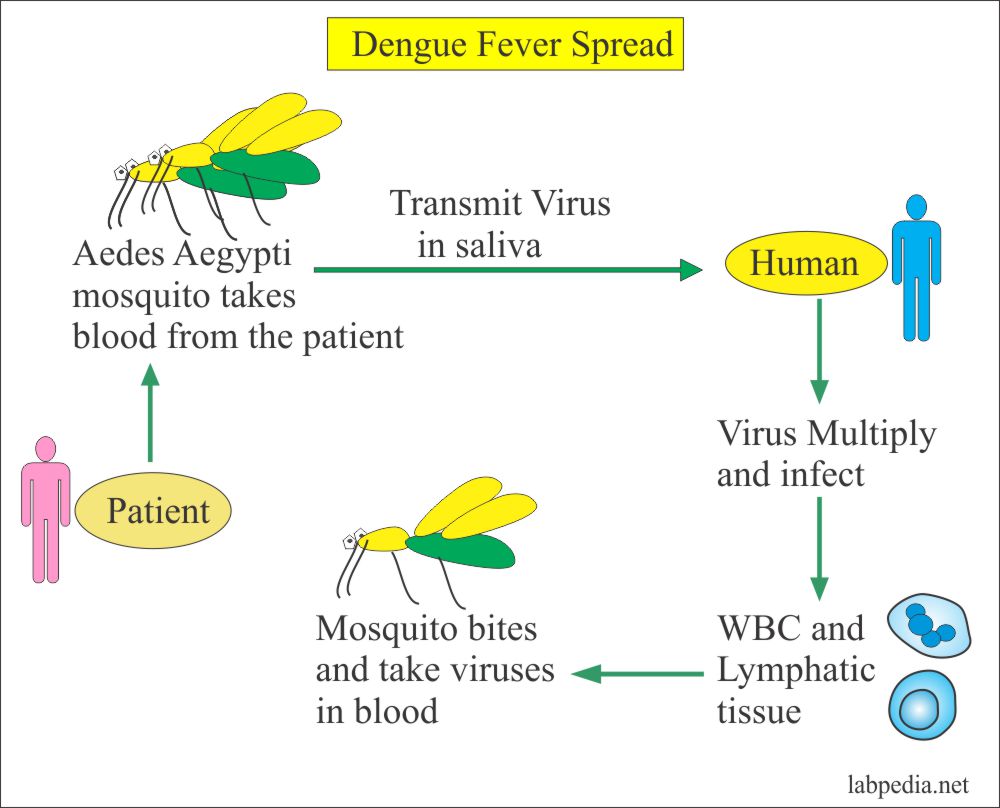 Dengue Fever Spread
Transmit Virus
in saliva
Aedes Aegypti
mosquito takes
blood from the patient
Human
Virus Multiply
and infect
Patient
Mosquito bites
and take viruses
in blood
WBC and
Lymphatic
tissue
labpedia.net